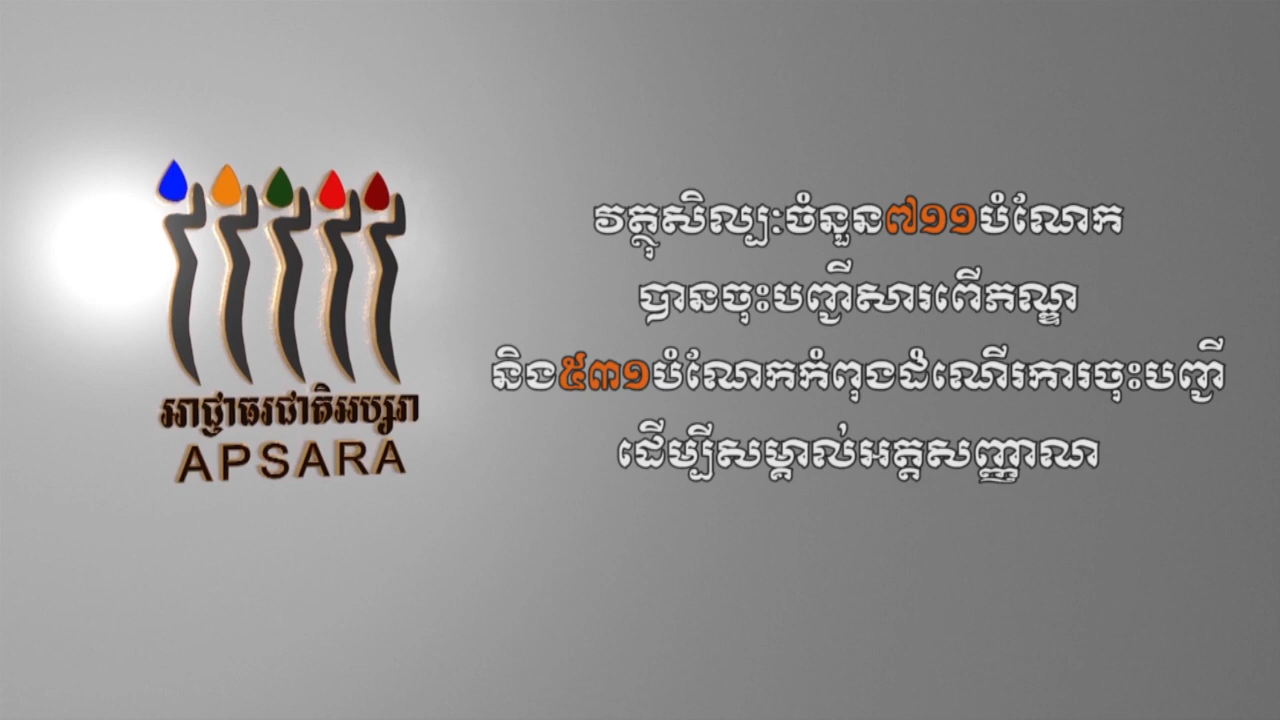 អាជ្ញាធរជាតិអប្សរា
APSARA
វត្ថុសិល្បៈចំនួន៧១១បំណែក
បានចុះបញ្ជីសារពើភណ្ឌ
និង៥៣១បំណែកកំពុងដំណើរការចុះបញ្ជី
ដើម្បីសម្គាល់អត្តសញ្ញាណ